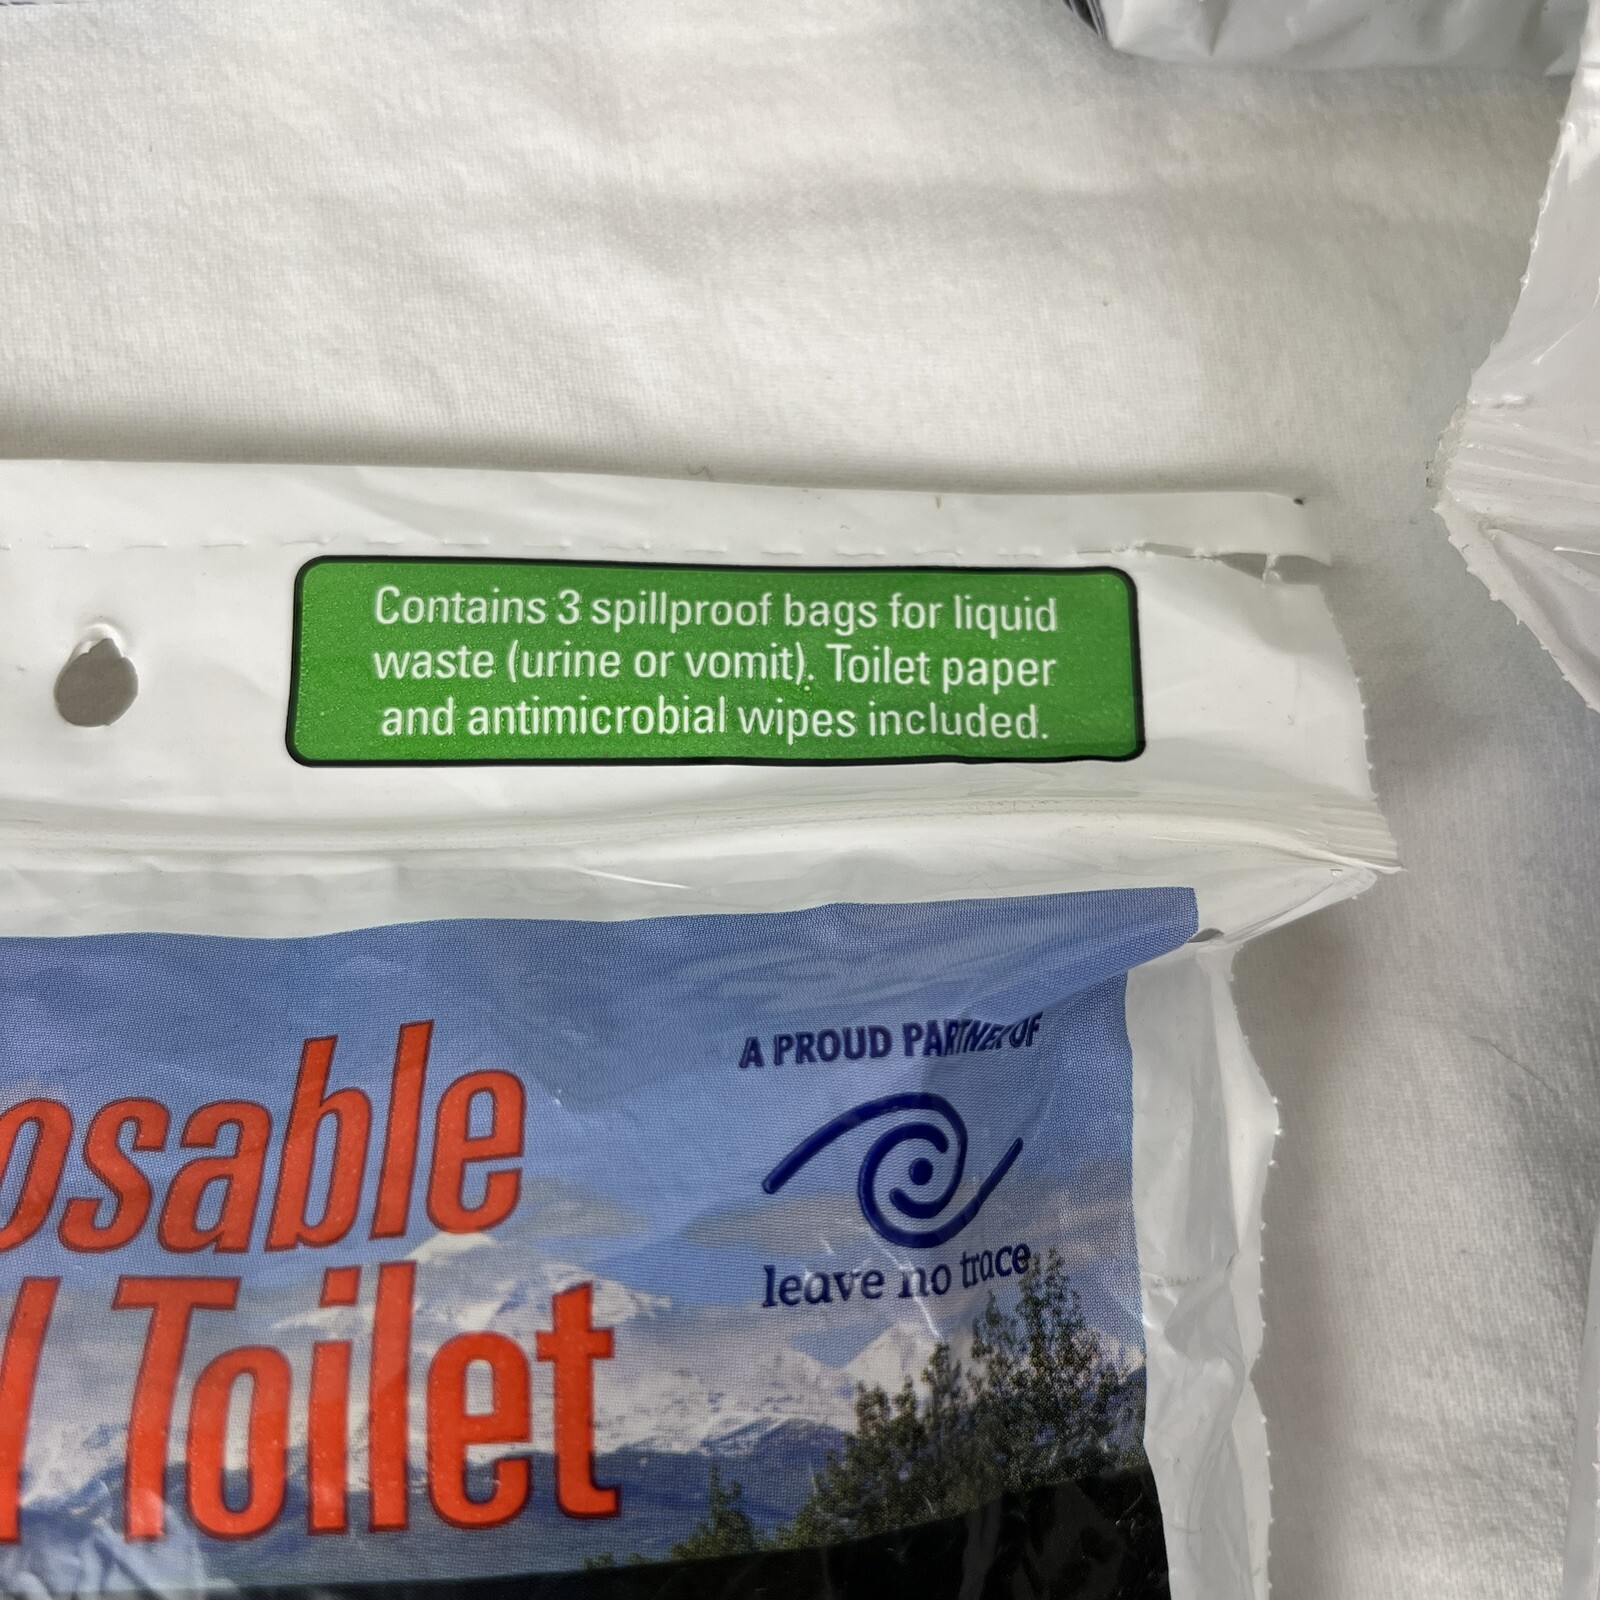 Contains 3 spillproof bags for liquid
waste (urine or vomit). Toilet paper
and antimicrobial wipes included.
A PROUD PARTNER OF
leave no trace
osable
Toilet